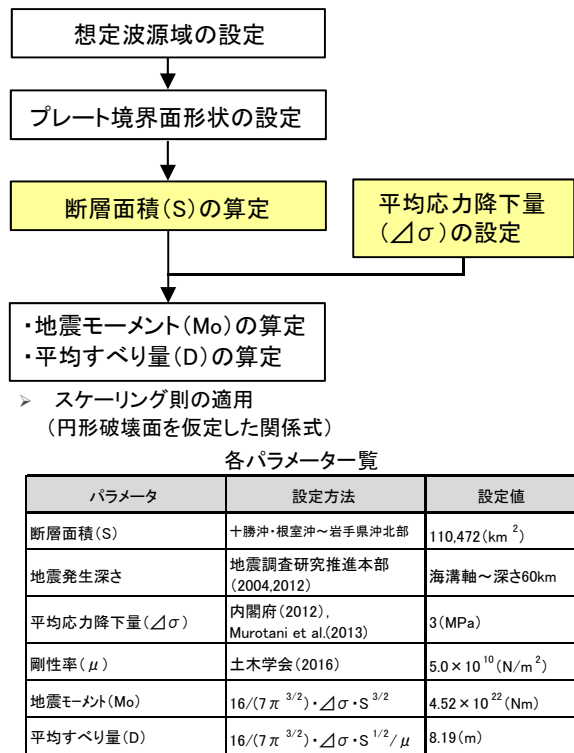 想定波源域の設定
プレート境界面形状の設定
断層面積(S)の算定
平均応力降下量
(⊿σ)の設定
・地震モーメント(Mo)の算定
・平均すべり量(D)の算定
➢ スケーリング則の適用
(円形破壊面を仮定した関係式)
各パラメータ一覧
パラメータ 設定方法 設定値
断層面積(S) 十勝沖・根室沖~岩手県沖北部 110,472(km 2)
地震発生深さ 地震調査研究推進本部 海溝軸~深さ60km
(2004,2012)
平均応力降下量(⊿σ) 内閣府(2012), 3(MPa)
Murotani et al.(2013)
剛性率(μ) 土木学会(2016) 5.0×10 10(N/m 2)
地震モーメント(Mo) 16/(7π 3/2)・⊿σ・S 3/2 4.52×10 22(Nm)
平均すべり量(D) 16/(7π 3/2)・⊿σ・S 1/2/μ 8.19(m)